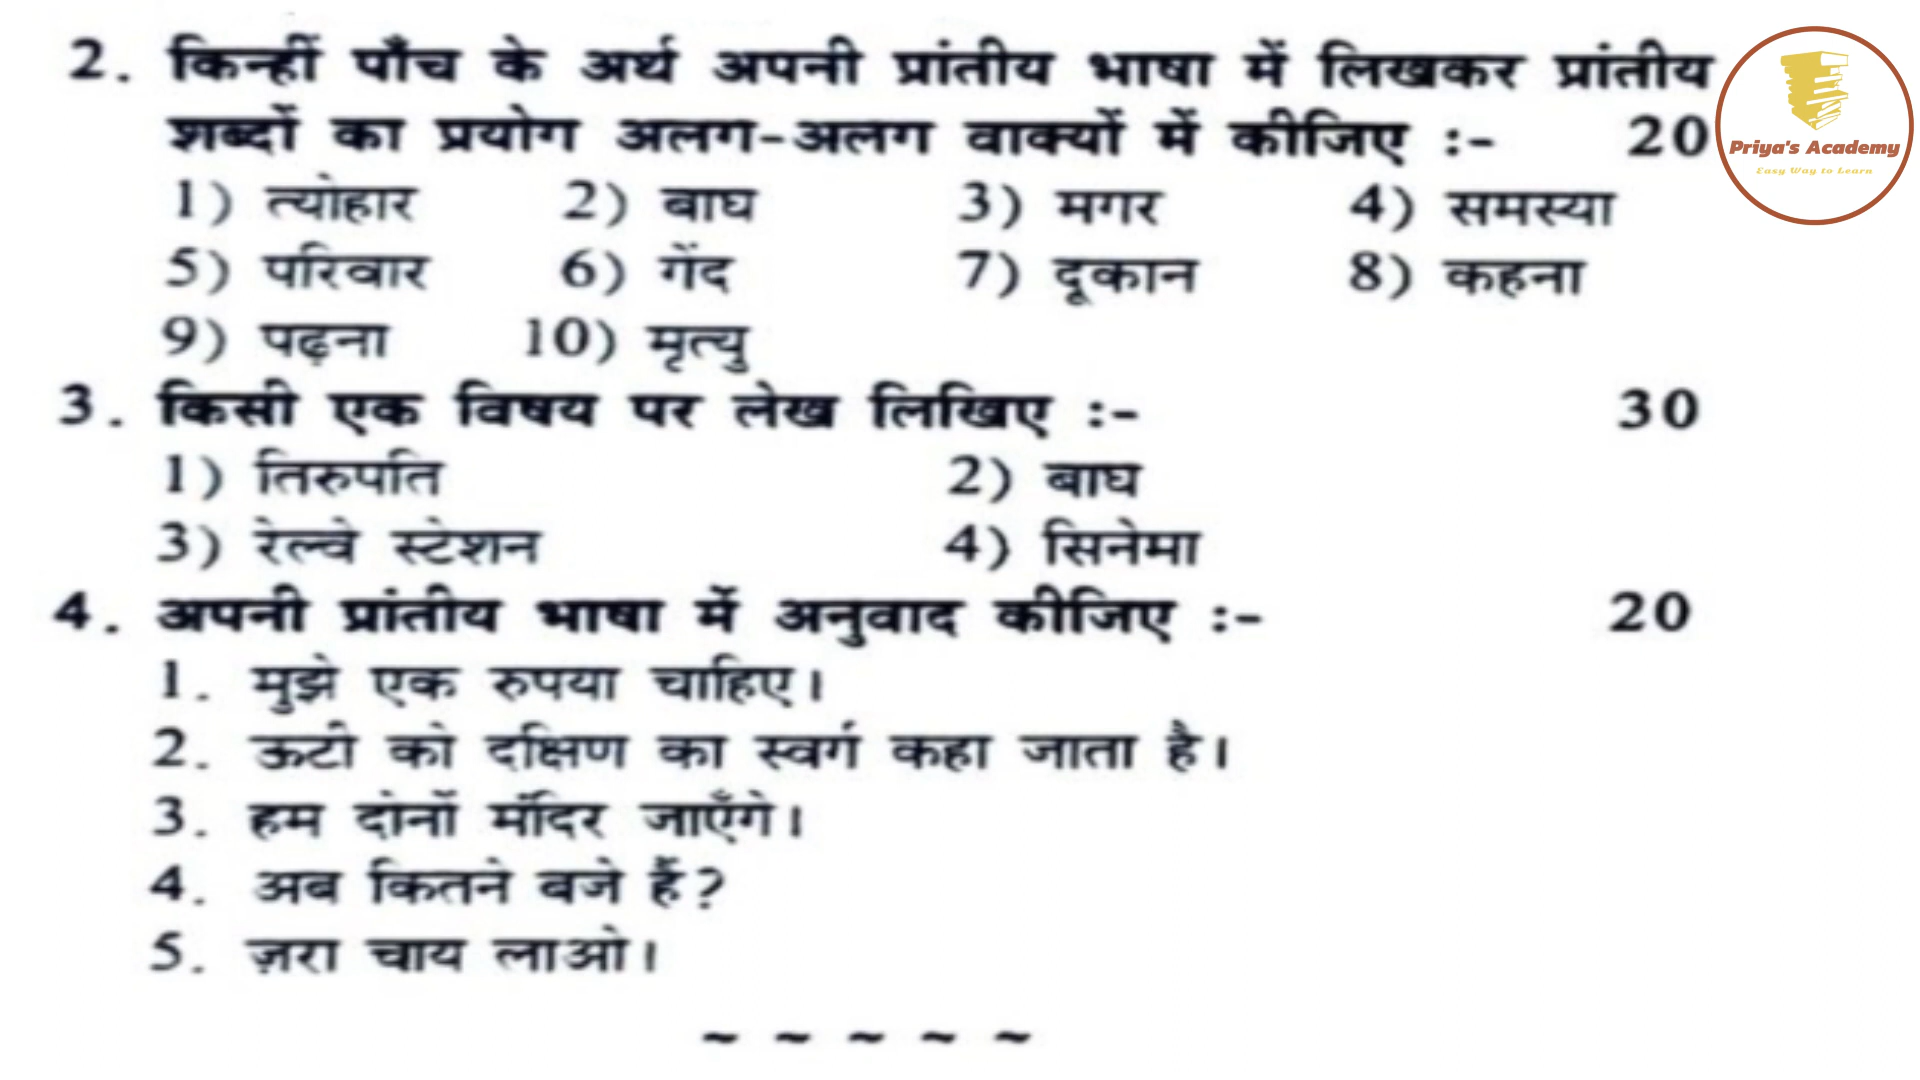 2. किन्हीं पाँच के अर्थ अपनी प्रांतीय भाषा में लिखकर प्रांतीय
शब्दों का प्रयोग अलग-अलग वाक्यों में कीजिए :- 20
1) त्योहार 2) बाघ 3) मगर 4) समस्या
5) परिवार 6) गेंद 7) दूकान 8) कहना
9) पढ़ना 10) मृत्यु
3. किसी एक विषय पर लेख लिखिए :- 30
1) तिरुपति 2) बाघ
3) रेल्वे स्टेशन 4) सिनेमा
4. अपनी प्रांतीय भाषा में अनुवाद कीजिए :- 20
1. मुझे एक रुपया चाहिए।
2. ऊटी को दक्षिण का स्वर्ग कहा जाता है।
3. हम दोनों मंदिर जाएँगे।
4. अब कितने बजे हैं?
5. ज़रा चाय लाओ।
~ ~ ~ ~ ~
Priya's Academy
Easy Way to Learn